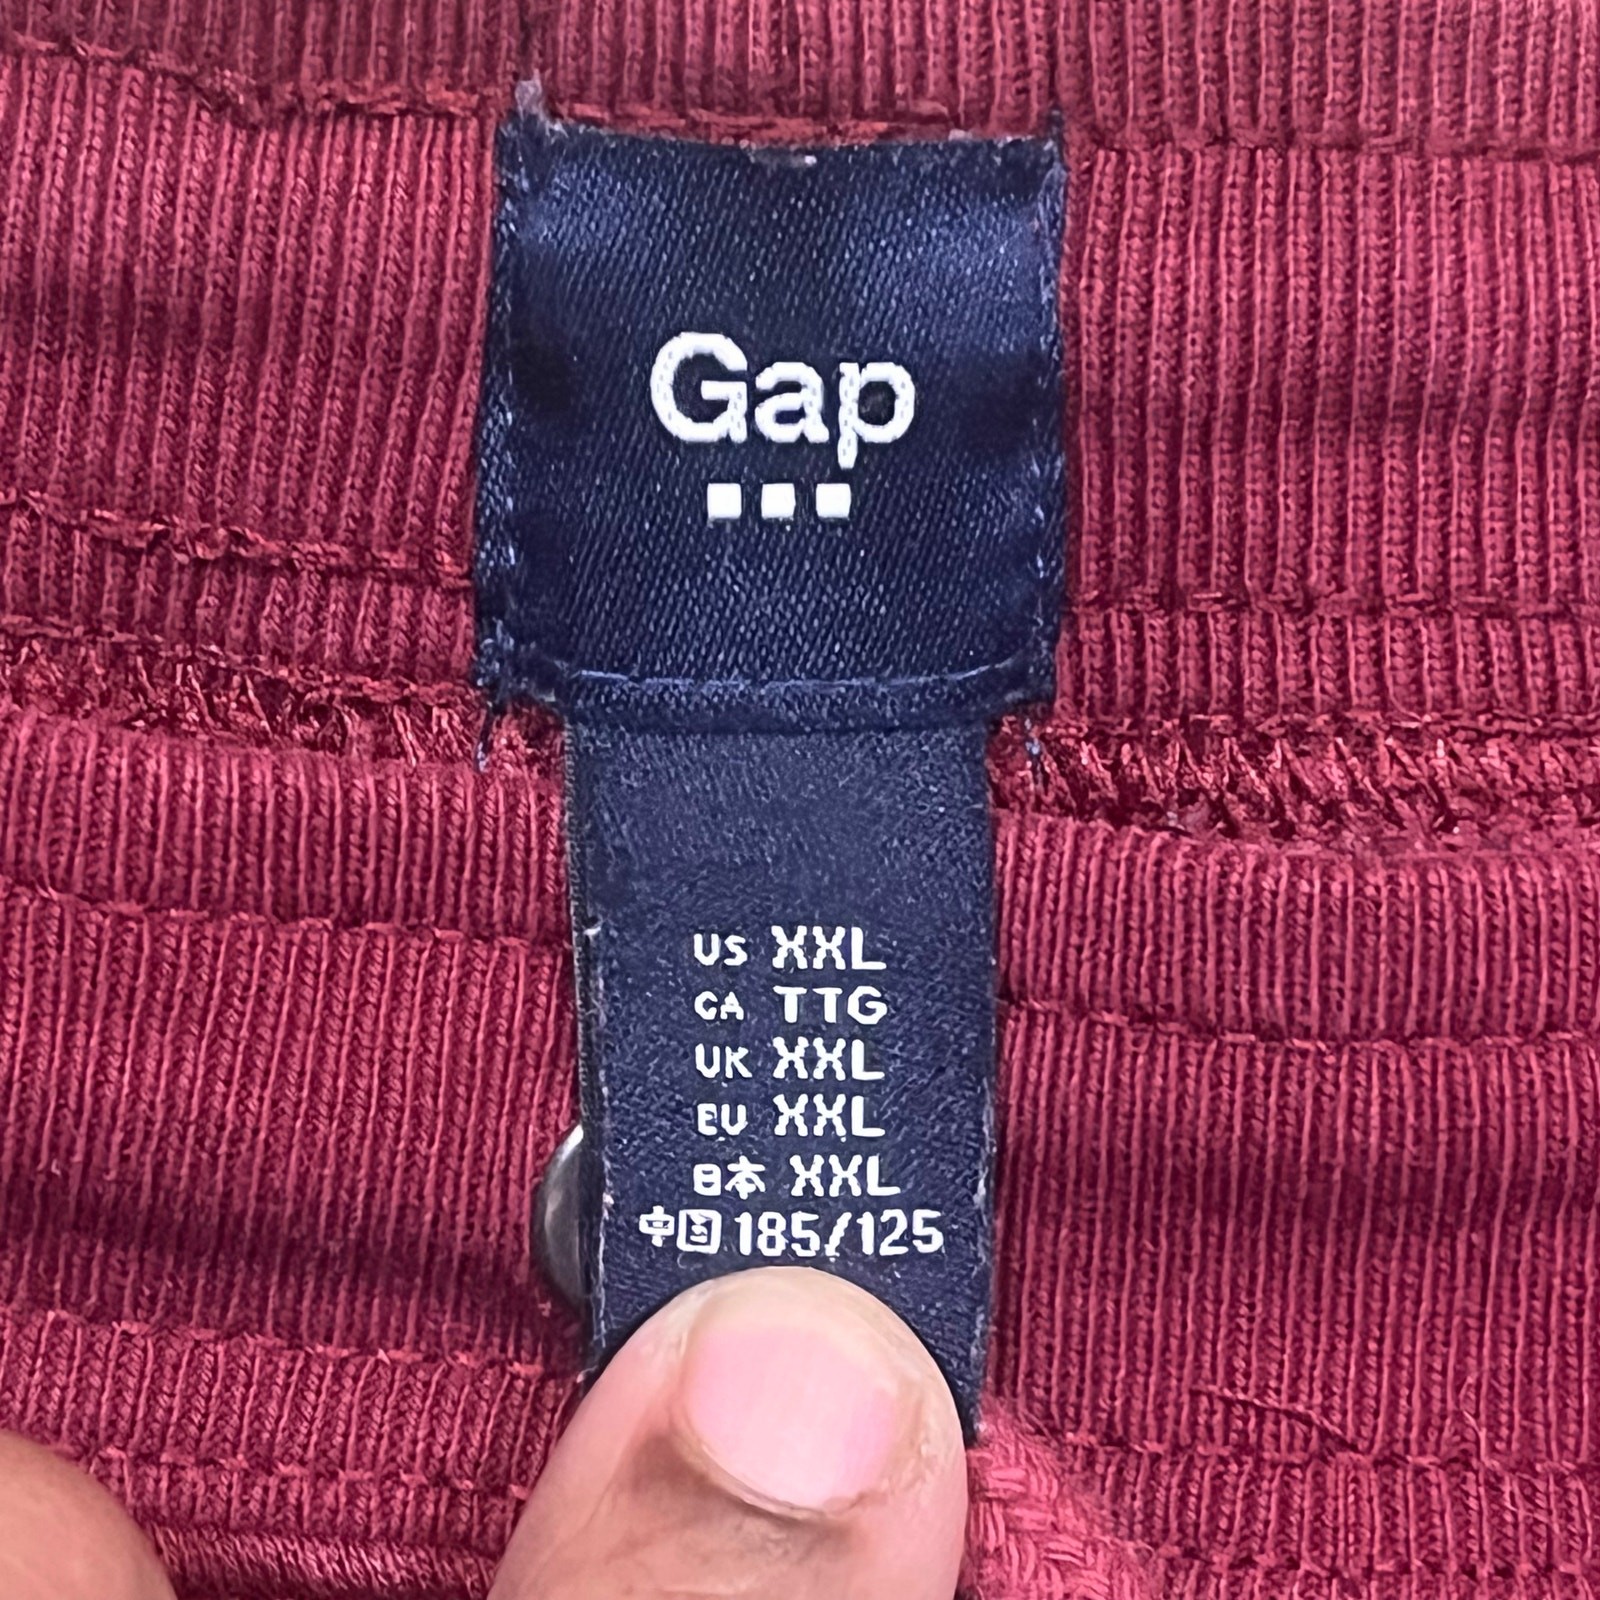 Gap
US XXL
CA TTG
UK XXL
EU XXL
日本 XXL
中国 185/125